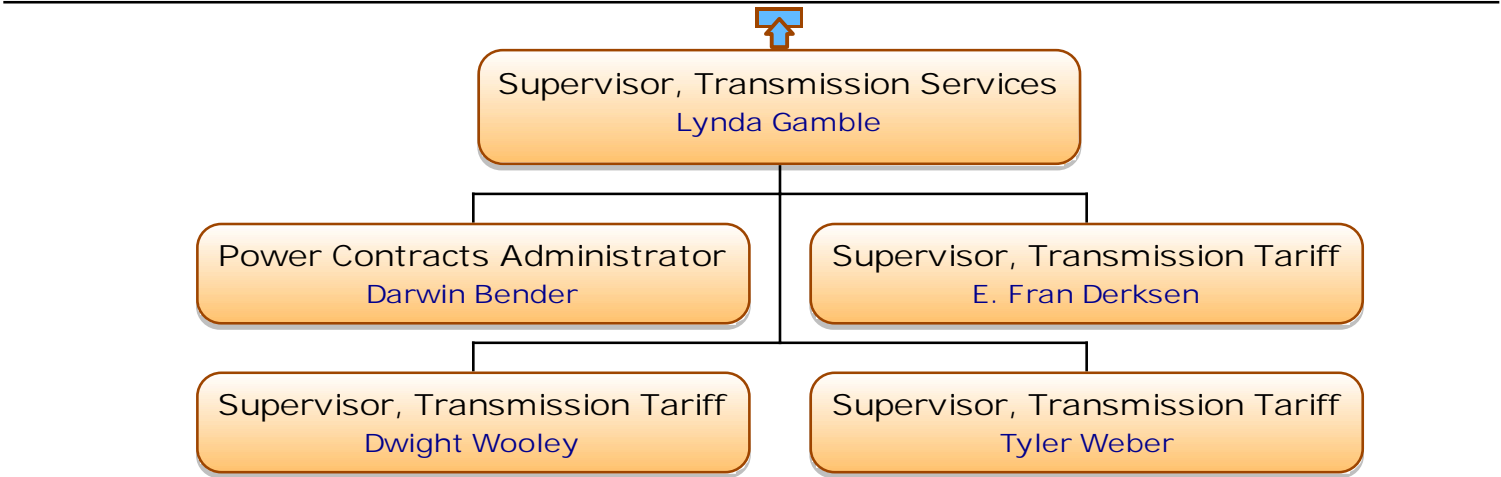 Supervisor, Transmission Services
Lynda Gamble
Power Contracts Administrator
Darwin Bender
Supervisor, Transmission Tariff
E. Fran Derksen
Supervisor, Transmission Tariff
Dwight Wooley
Supervisor, Transmission Tariff
Tyler Weber